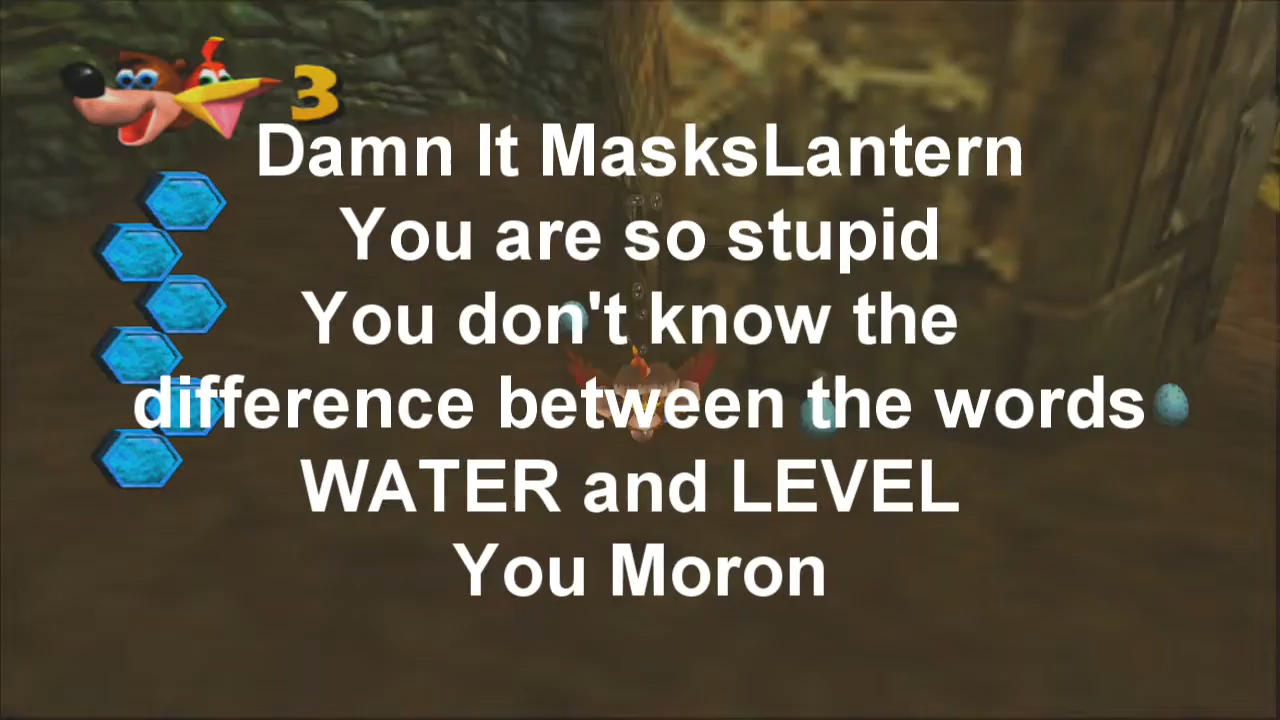 3
Damn It MasksLantern
You are so stupid
You don't know the
difference between the words
WATER and LEVEL
You Moron